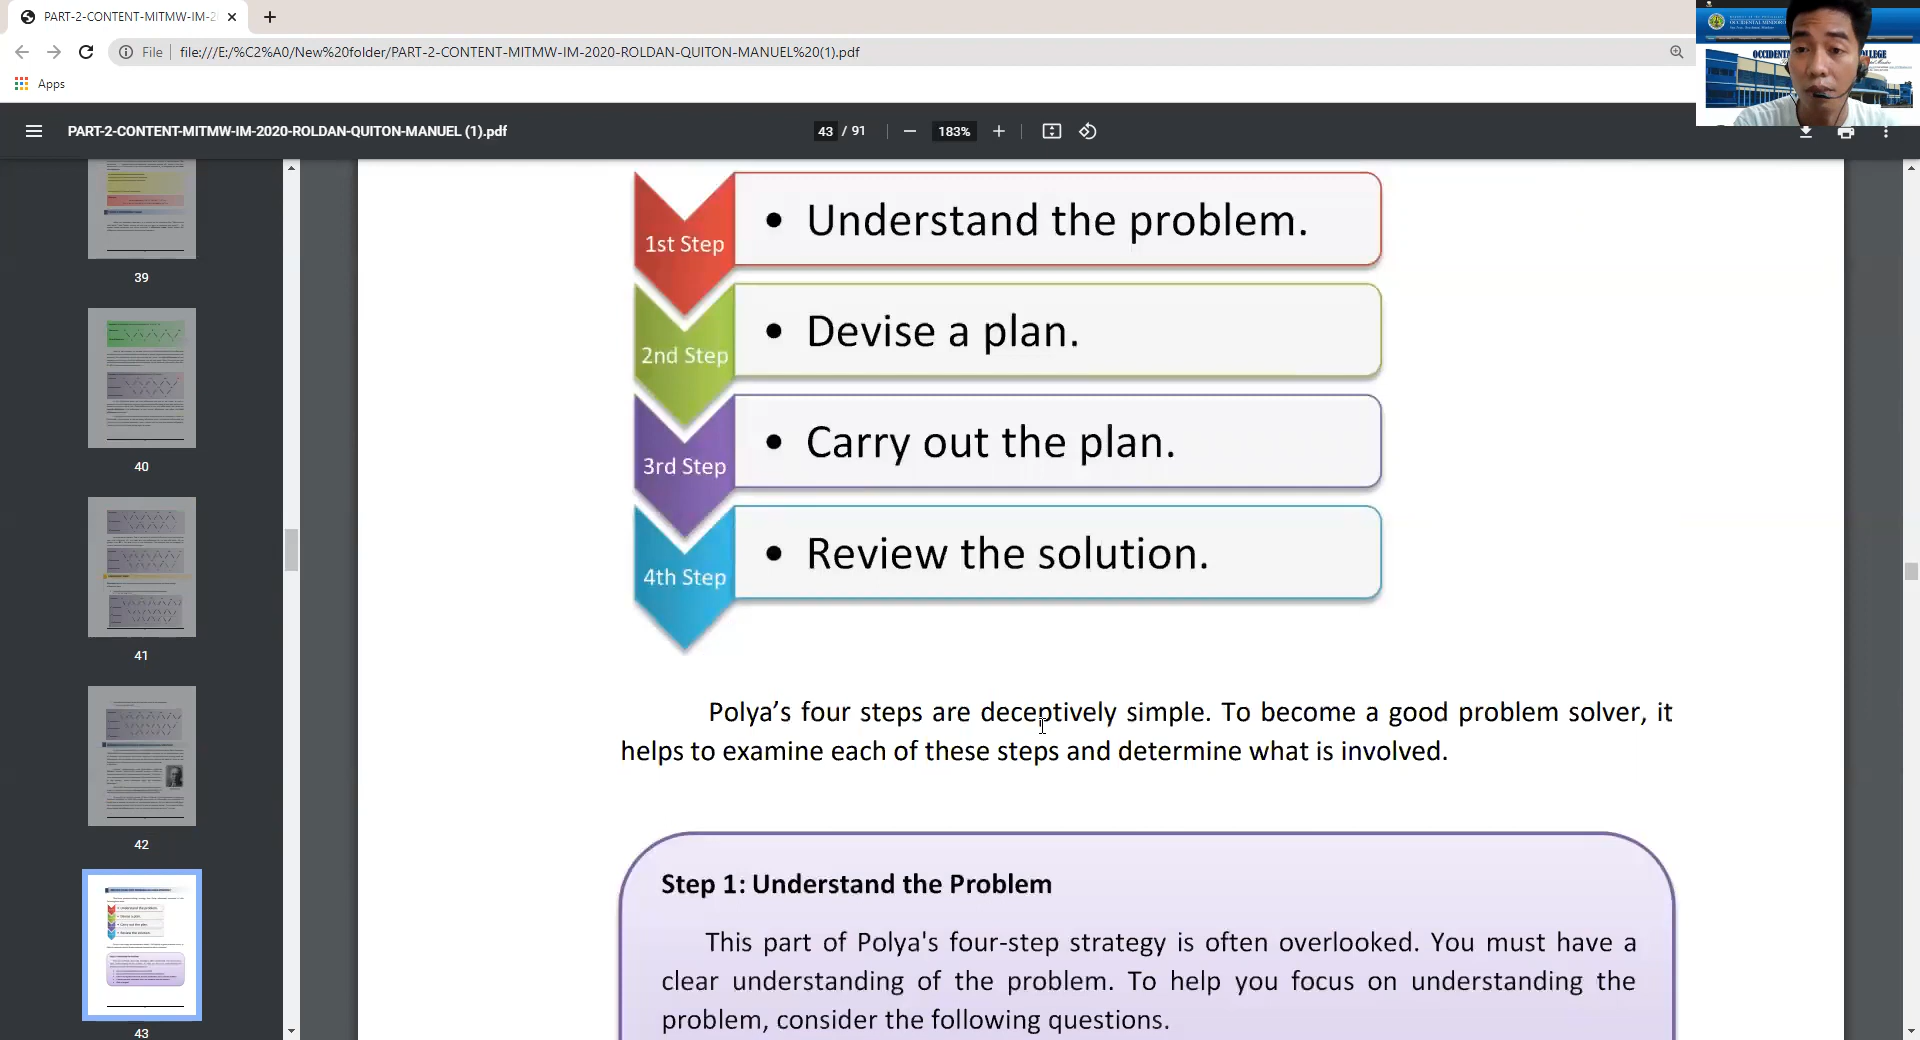 PART-2-CONTENT-MITMW-IM-2
File
file:///E:/%C2%A0/New%20folder/PART-2-CONTENT-MITMW-IM-2020-ROLDAN-QUITON-MANUEL%20(1).pdf
Apps
PART-2-CONTENT-MITMW-IM-2020-ROLDAN-QUITON-MANUEL (1).pdf
43 / 91
183%
39
40
41
42
43
1st Step
• Understand the problem.
2nd Step
• Devise a plan.
3rd Step
• Carry out the plan.
4th Step
• Review the solution.
Polya's four steps are deceptively simple. To become a good problem solver, it
helps to examine each of these steps and determine what is involved.
Step 1: Understand the Problem
This part of Polya's four-step strategy is often overlooked. You must have a
clear understanding of the problem. To help you focus on understanding the
problem, consider the following questions.